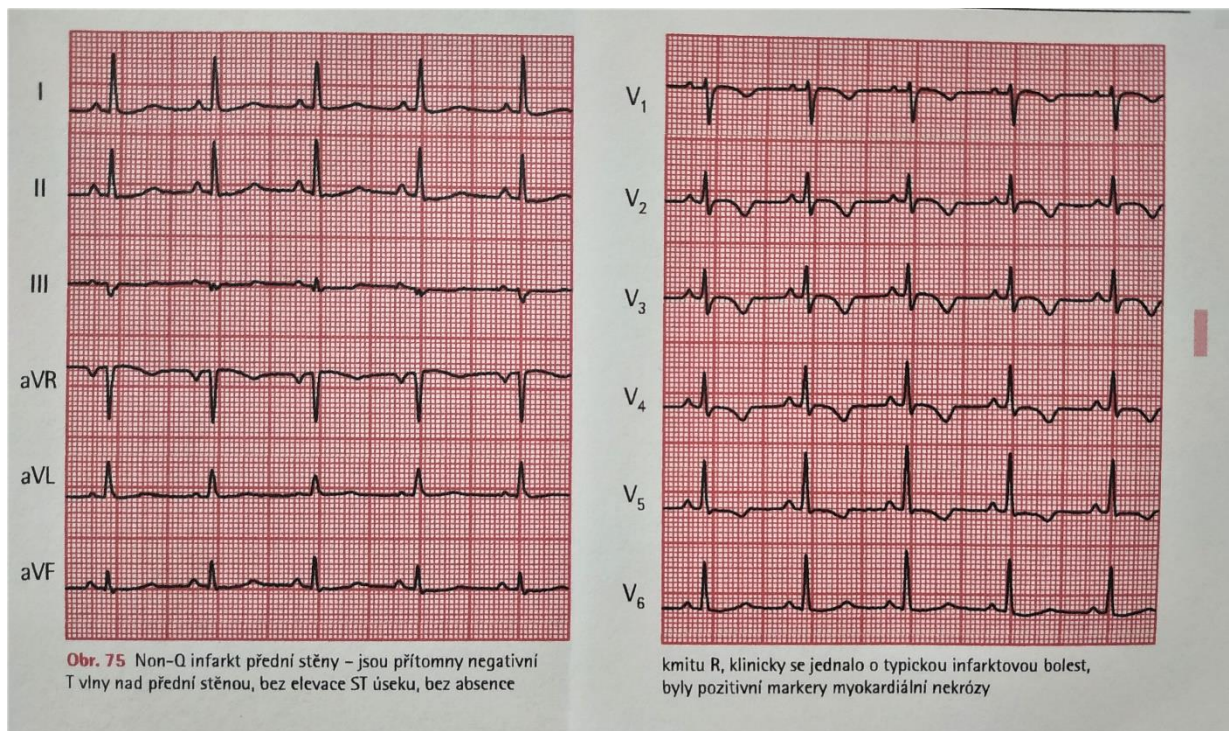 I
II
III
aVR
aVL
aVF
Obr. 75 Non-Q infarkt přední stěny – jsou přítomny negativní
T vlny nad přední stěnou, bez elevace ST úseku, bez absence
V1
V2
V3
V4
V5
V6
kmitu R, klinicky se jednalo o typickou infarktovou bolest,
byly pozitivní markery myokardiální nekrózy